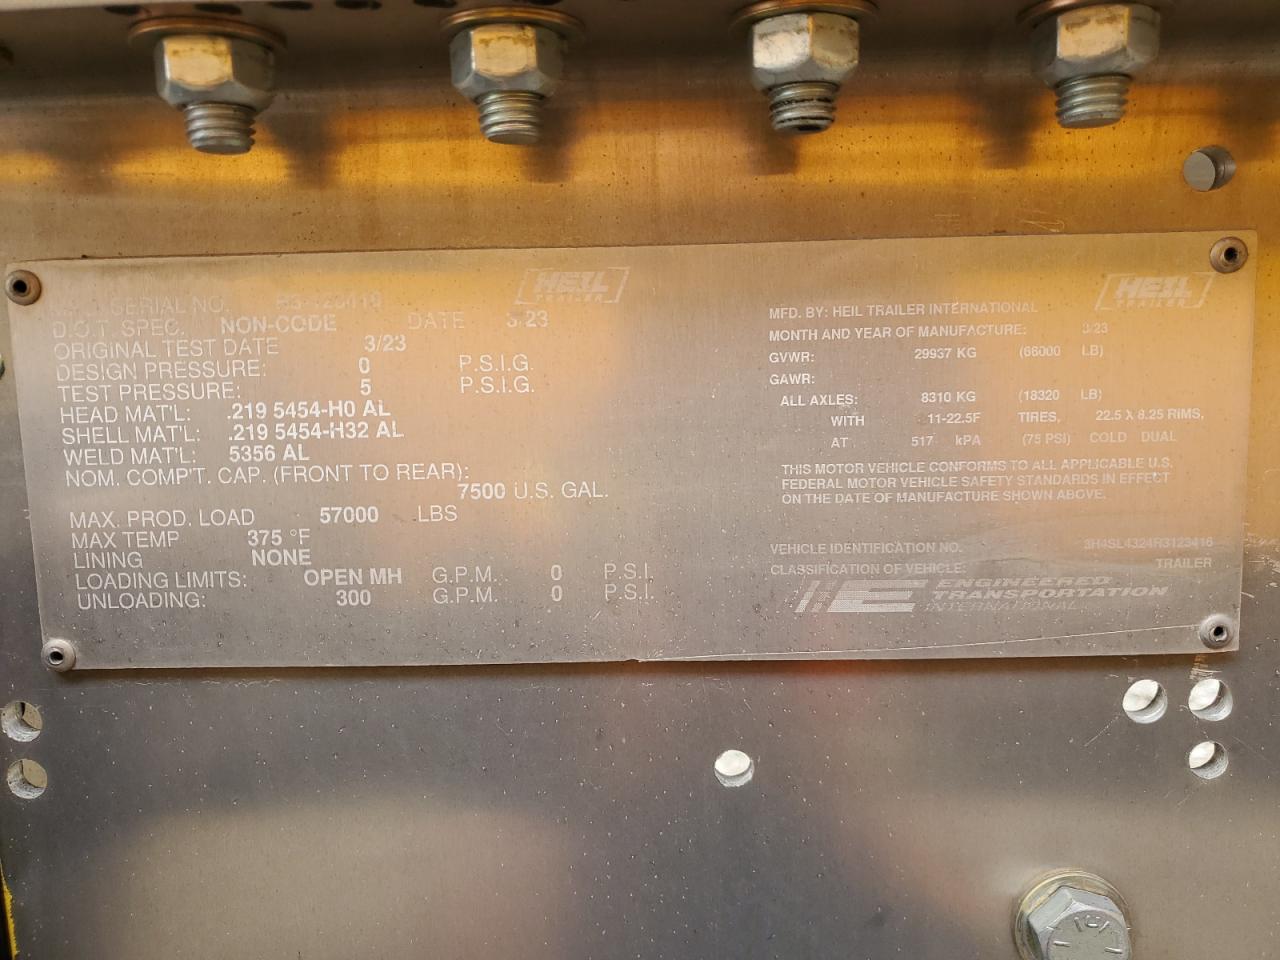 HEIL
TRAILER
SERIAL NO.
D.O.T. SPEC. NON-CODE DATE 3/23
ORIGINAL TEST DATE 3/23
DESIGN PRESSURE: 0 P.S.I.G.
TEST PRESSURE: 5 P.S.I.G.
HEAD MAT'L: .219 5454-H0 AL
SHELL MAT'L: .219 5454-H32 AL
WELD MAT'L: 5356 AL
NOM. COMP'T. CAP. (FRONT TO REAR):
7500 U.S. GAL.
MAX. PROD. LOAD 57000 LBS
MAX TEMP 375 °F
LINING NONE
LOADING LIMITS: OPEN MH G.P.M. 0 P.S.I.
UNLOADING: 300 G.P.M. 0 P.S.I.
HEIL
TRAILER
MFD. BY: HEIL TRAILER INTERNATIONAL
MONTH AND YEAR OF MANUFACTURE: 3/23
GVWR: 29937 KG (66000 LB)
GAWR:
ALL AXLES: 8310 KG (18320 LB)
WITH 11-22.5F TIRES, 22.5 X 8.25 RIMS,
AT 517 kPA (75 PSI) COLD DUAL
THIS MOTOR VEHICLE CONFORMS TO ALL APPLICABLE U.S.
FEDERAL MOTOR VEHICLE SAFETY STANDARDS IN EFFECT
ON THE DATE OF MANUFACTURE SHOWN ABOVE.
VEHICLE IDENTIFICATION NO. 3H4SL4324R3123416
CLASSIFICATION OF VEHICLE: TRAILER
ENGINEERED
TRANSPORTATION
INTERNATIONAL